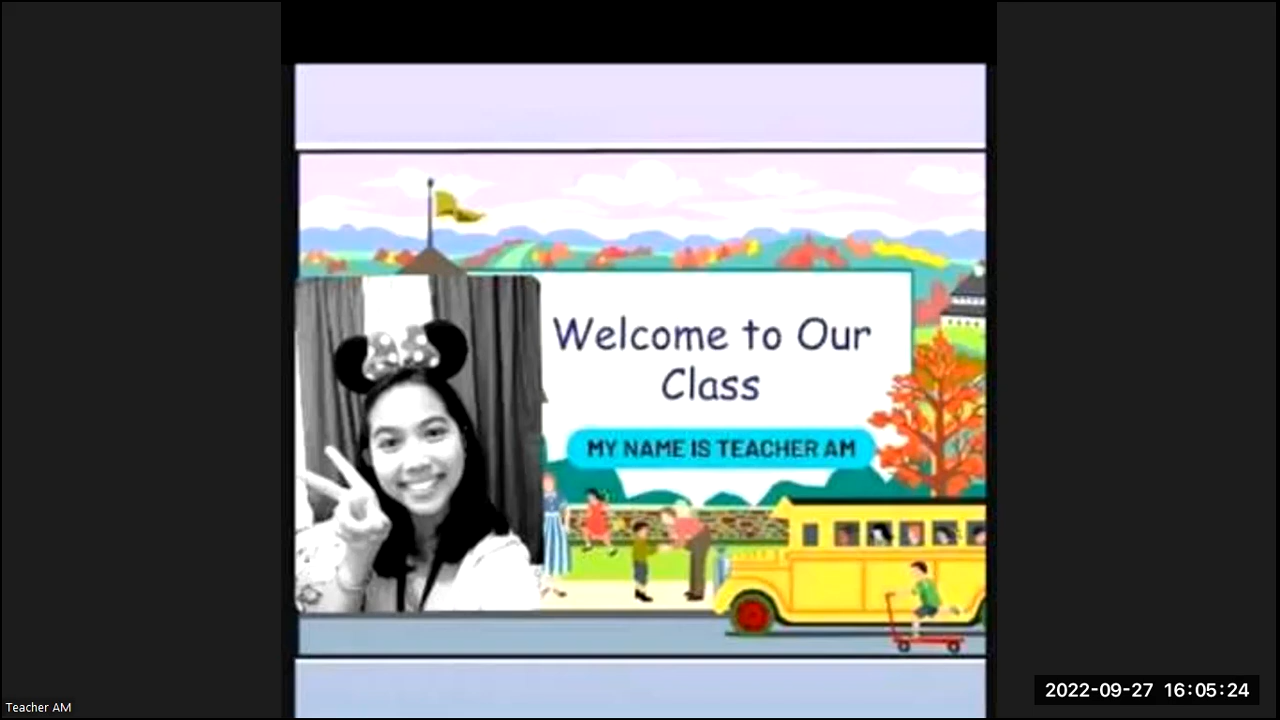 Welcome to Our
Class
MY NAME IS TEACHER AM
Teacher AM
2022-09-27 16:05:24